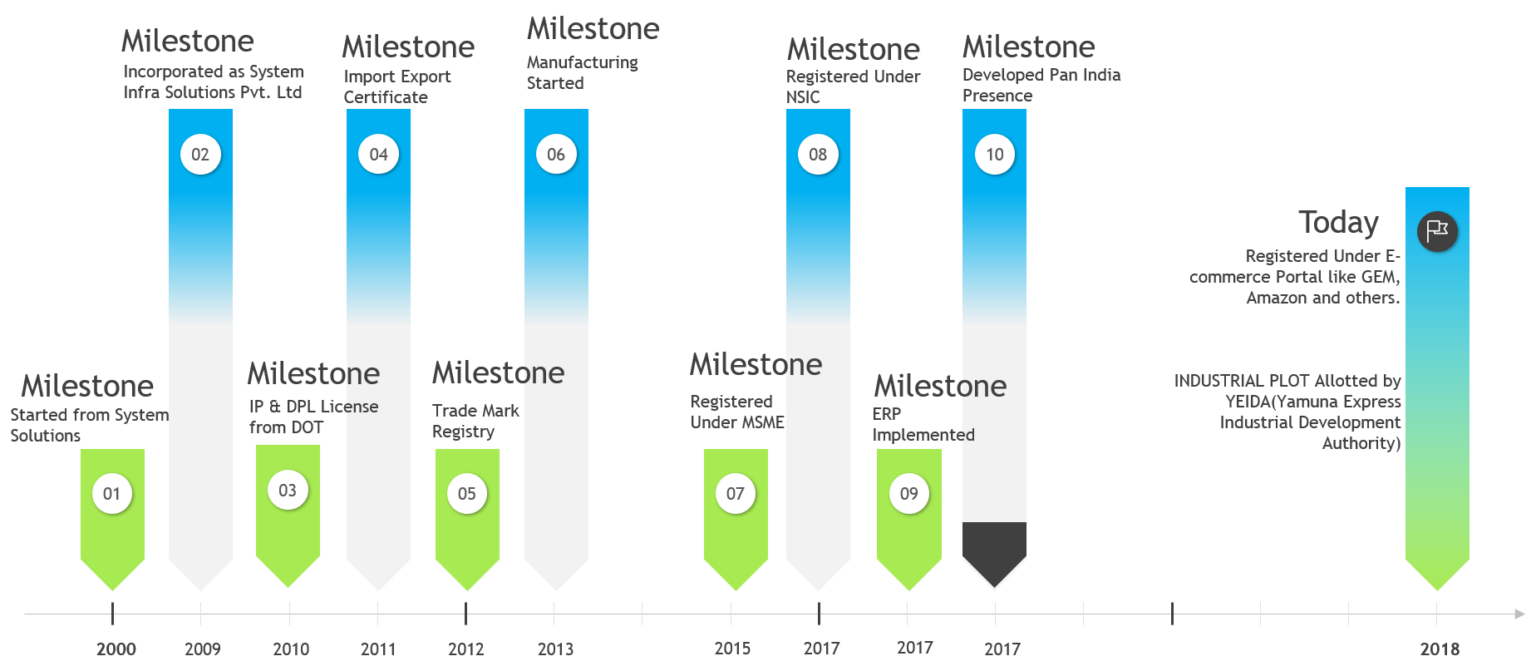 Milestone
Incorporated as System
Infra Solutions Pvt. Ltd
02
Milestone
Import Export
Certificate
04
Milestone
Manufacturing
Started
06
Milestone
Registered Under
NSIC
08
Milestone
Developed Pan India
Presence
10
Today
Registered Under E-
commerce Portal like GEM,
Amazon and others.
INDUSTRIAL PLOT Allotted by
YEIDA(Yamuna Express
Industrial Development
Authority)
Milestone
Started from System
Solutions
01
Milestone
IP & DPL License
from DOT
03
Milestone
Trade Mark
Registry
05
Milestone
Registered
Under MSME
07
Milestone
ERP
Implemented
09
2000
2009
2010
2011
2012
2013
2015
2017
2017
2017
2018